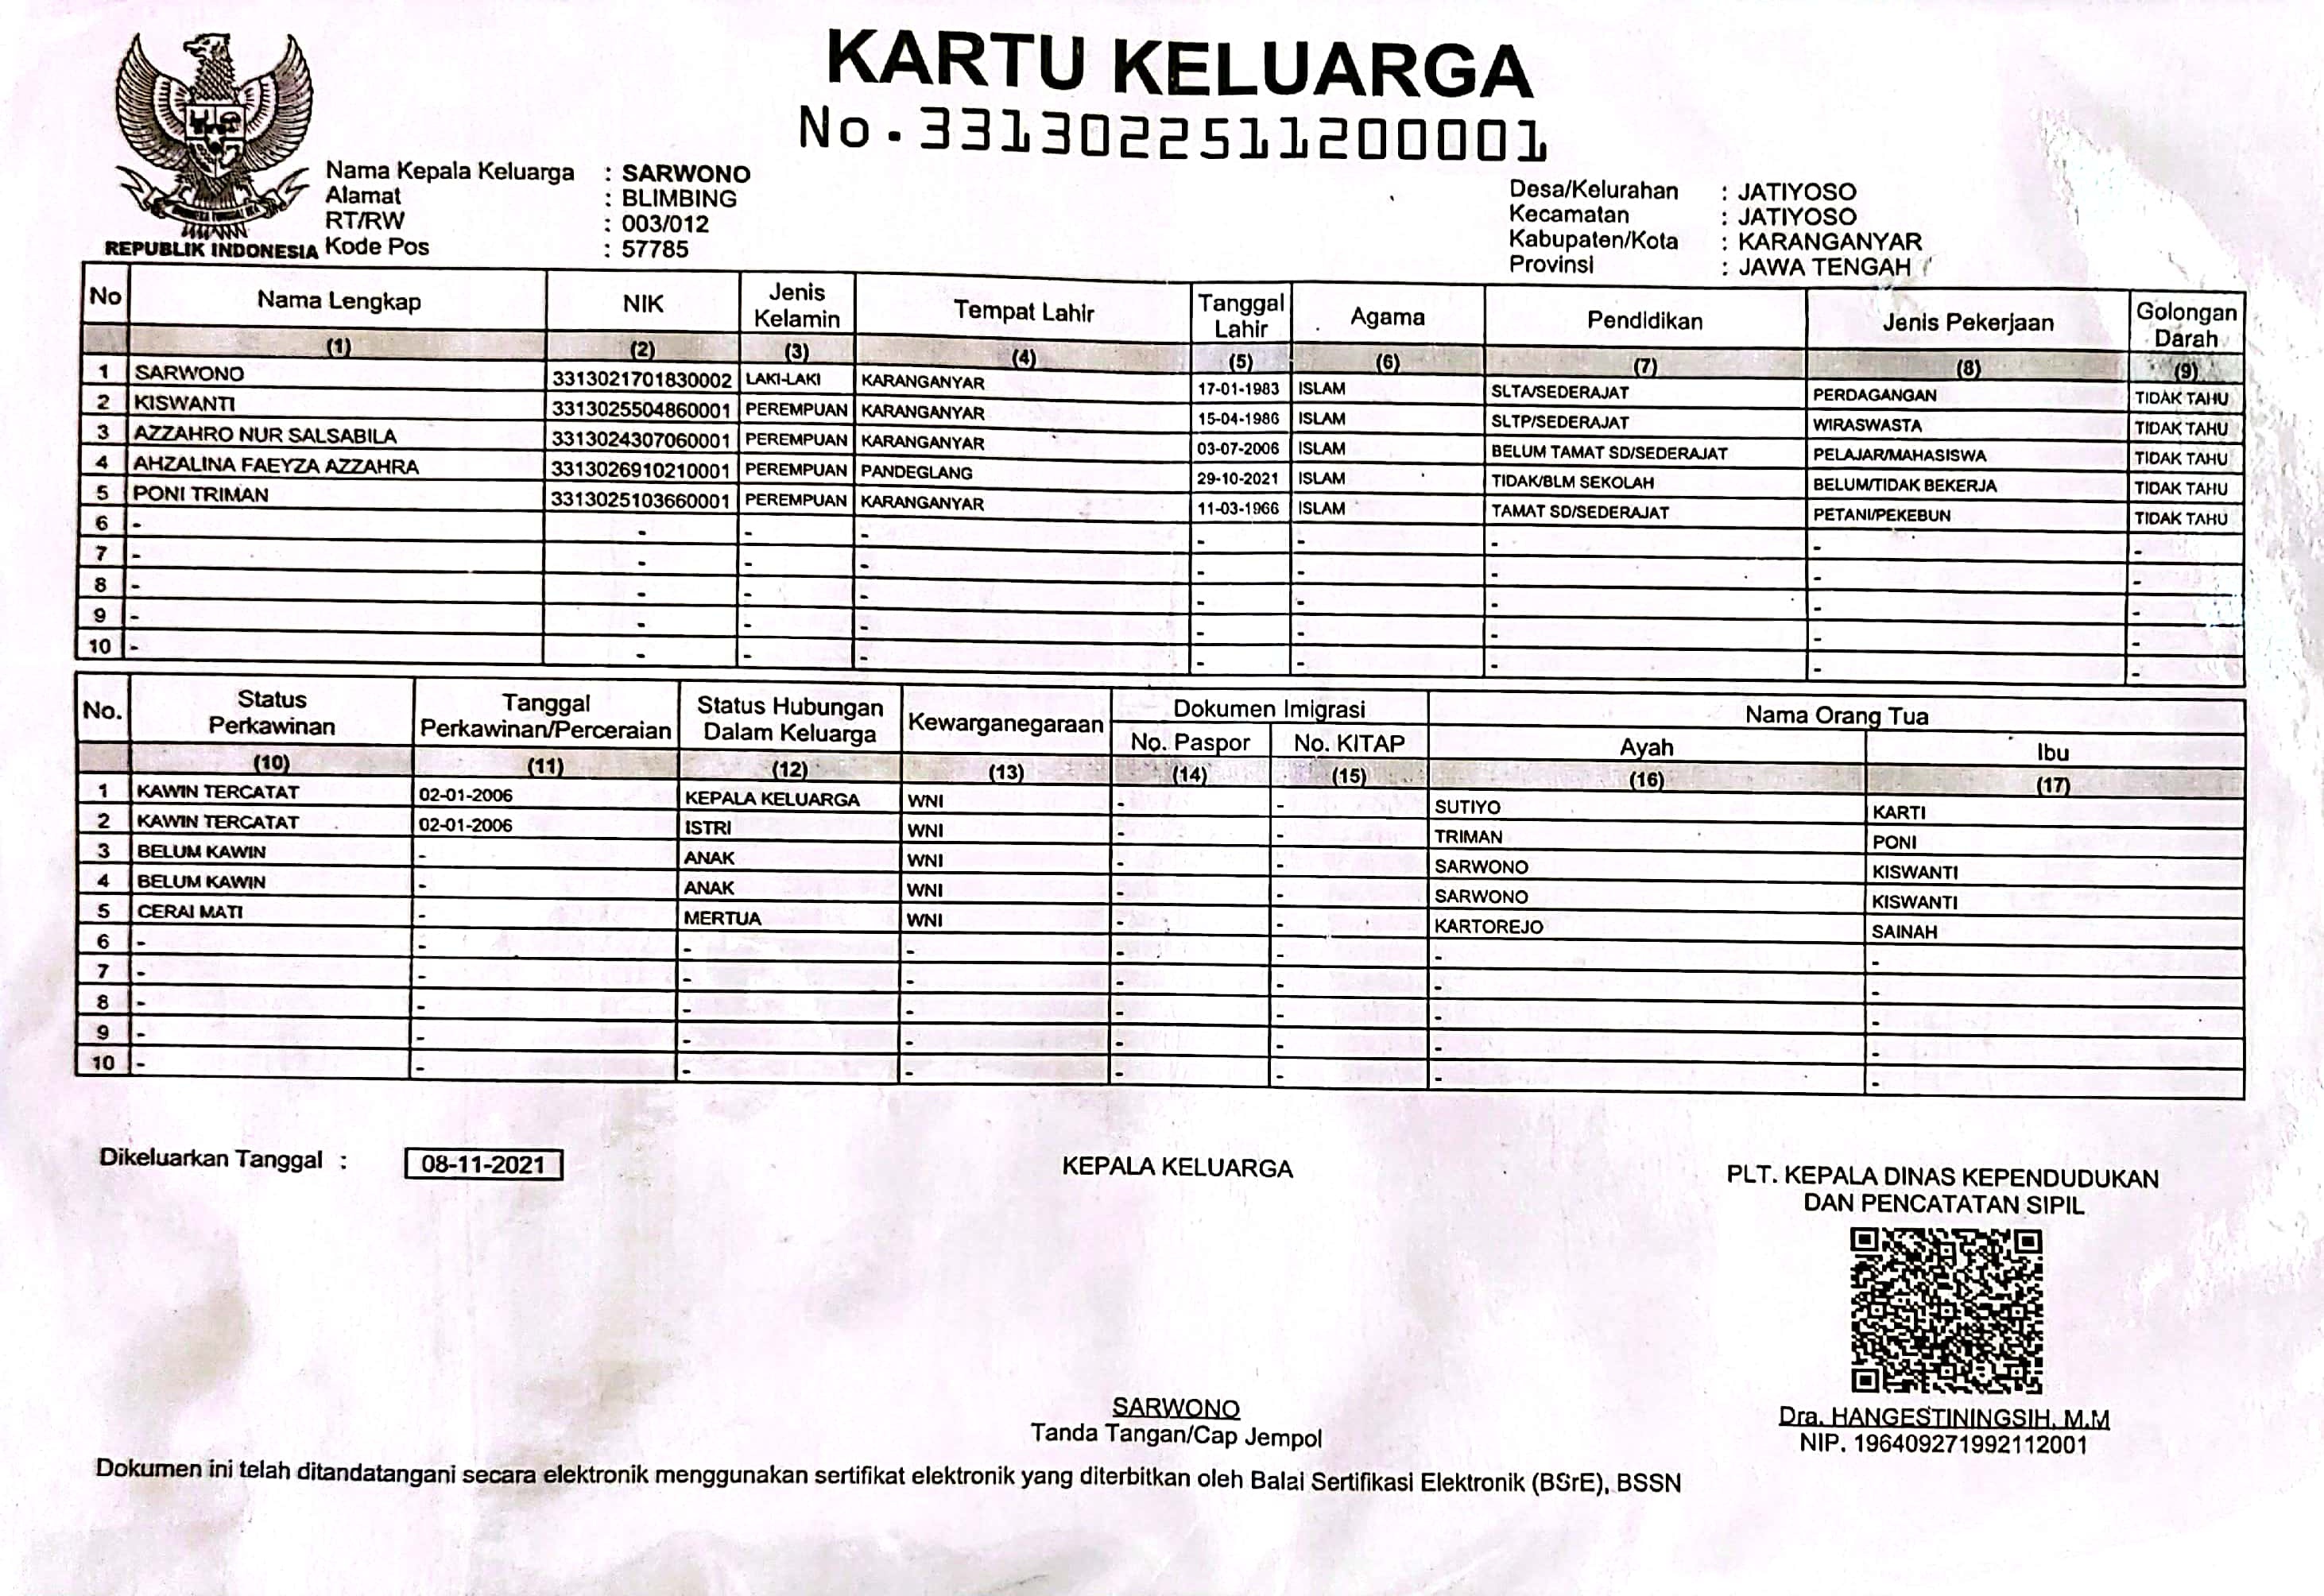 KARTU KELUARGA
No.3313022511200001
Nama Kepala Keluarga : SARWONO
Alamat : BLIMBING
RT/RW : 003/012
Kode Pos : 57785
REPUBLIK INDONESIA
Desa/Kelurahan : JATIYOSO
Kecamatan : JATIYOSO
Kabupaten/Kota : KARANGANYAR
Provinsi : JAWA TENGAH
No Nama Lengkap NIK Jenis Kelamin Tempat Lahir Tanggal Lahir Agama Pendidikan Jenis Pekerjaan Golongan Darah
(1) (2) (3) (4) (5) (6) (7) (8) (9)
1 SARWONO 3313021701830002 LAKI-LAKI KARANGANYAR 17-01-1983 ISLAM SLTA/SEDERAJAT PERDAGANGAN TIDAK TAHU
2 KISWANTI 3313025504860001 PEREMPUAN KARANGANYAR 15-04-1986 ISLAM SLTP/SEDERAJAT WIRASWASTA TIDAK TAHU
3 AZZAHRO NUR SALSABILA 3313024307060001 PEREMPUAN KARANGANYAR 03-07-2006 ISLAM BELUM TAMAT SD/SEDERAJAT PELAJAR/MAHASISWA TIDAK TAHU
4 AHZALINA FAEYZA AZZAHRA 3313026910210001 PEREMPUAN PANDEGLANG 29-10-2021 ISLAM TIDAK/BLM SEKOLAH BELUM/TIDAK BEKERJA TIDAK TAHU
5 PONI TRIMAN 3313025103660001 PEREMPUAN KARANGANYAR 11-03-1966 ISLAM TAMAT SD/SEDERAJAT PETANI/PEKEBUN TIDAK TAHU
6 - - - - - - - - -
7 - - - - - - - - -
8 - - - - - - - - -
9 - - - - - - - - -
10 - - - - - - - - -
No. Status Perkawinan Tanggal Perkawinan/Perceraian Status Hubungan Dalam Keluarga Kewarganegaraan Dokumen Imigrasi Nama Orang Tua
No. Paspor No. KITAP Ayah Ibu
(10) (11) (12) (13) (14) (15) (16) (17)
1 KAWIN TERCATAT 02-01-2006 KEPALA KELUARGA WNI - - SUTIYO KARTI
2 KAWIN TERCATAT 02-01-2006 ISTRI WNI - - TRIMAN PONI
3 BELUM KAWIN - ANAK WNI - - SARWONO KISWANTI
4 BELUM KAWIN - ANAK WNI - - SARWONO KISWANTI
5 CERAI MATI - MERTUA WNI - - KARTOREJO SAINAH
6 - - - - - - - -
7 - - - - - - - -
8 - - - - - - - -
9 - - - - - - - -
10 - - - - - - - -
Dikeluarkan Tanggal : 08-11-2021
KEPALA KELUARGA
PLT. KEPALA DINAS KEPENDUDUKAN
DAN PENCATATAN SIPIL
SARWONO
Tanda Tangan/Cap Jempol
Dra. HANGESTININGSIH, M.M
NIP. 196409271992112001
Dokumen ini telah ditandatangani secara elektronik menggunakan sertifikat elektronik yang diterbitkan oleh Balai Sertifikasi Elektronik (BSrE), BSSN